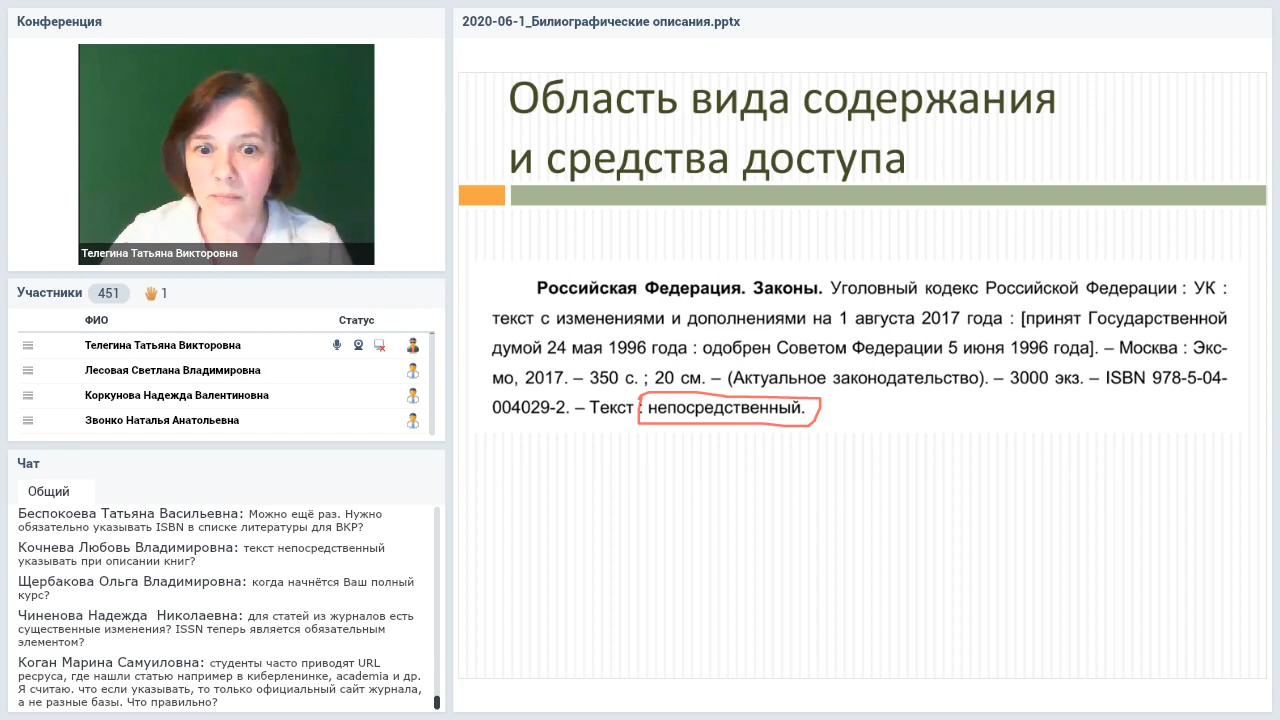 Конференция
Телегина Татьяна Викторовна
Участники 451 1
ФИО Статус
Телегина Татьяна Викторовна
Лесовая Светлана Владимировна
Коркунова Надежда Валентиновна
Звонко Наталья Анатольевна
Чат
Общий
Беспокоева Татьяна Васильевна: Можно ещё раз. Нужно
обязательно указывать ISBN в списке литературы для ВКР?
Кочнева Любовь Владимировна: текст непосредственный
указывать при описании книг?
Щербакова Ольга Владимировна: когда начнётся Ваш полный
курс?
Чиненова Надежда Николаевна: для статей из журналов есть
существенные изменения? ISSN теперь является обязательным
элементом?
Коган Марина Самуиловна: студенты часто приводят URL
ресруса, где нашли статью например в киберленинке, academia и др.
Я считаю. что если указывать, то только официальный сайт журнала,
а не разные базы. Что правильно?
2020-06-1_Билиографические описания.pptx
Область вида содержания
и средства доступа
Российская Федерация. Законы. Уголовный кодекс Российской Федерации : УК :
текст с изменениями и дополнениями на 1 августа 2017 года : [принят Государственной
думой 24 мая 1996 года : одобрен Советом Федерации 5 июня 1996 года]. – Москва : Экс-
мо, 2017. – 350 с. ; 20 см. – (Актуальное законодательство). – 3000 экз. – ISBN 978-5-04-
004029-2. – Текст : непосредственный.